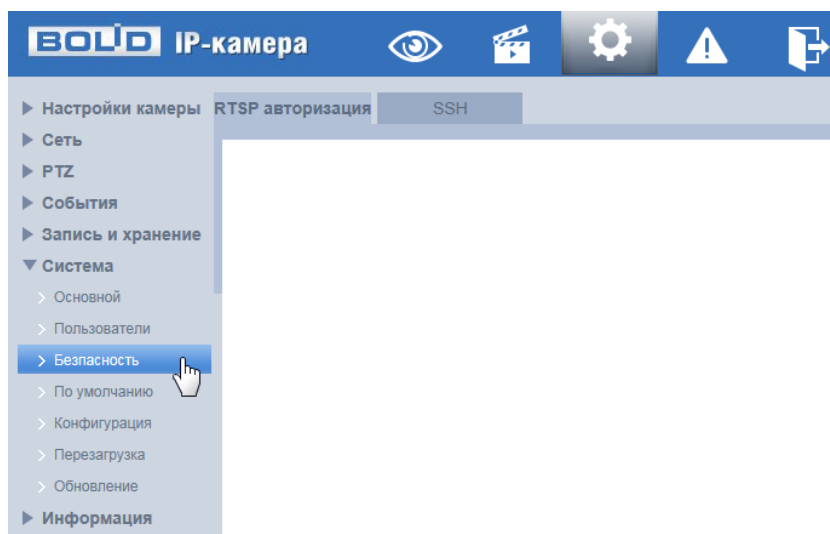 BOLID IP-камера
RTSP авторизация SSH
Настройки камеры
Сеть
PTZ
События
Запись и хранение
Система
Основной
Пользователи
Безпасность
По умолчанию
Конфигурация
Перезагрузка
Обновление
Информация